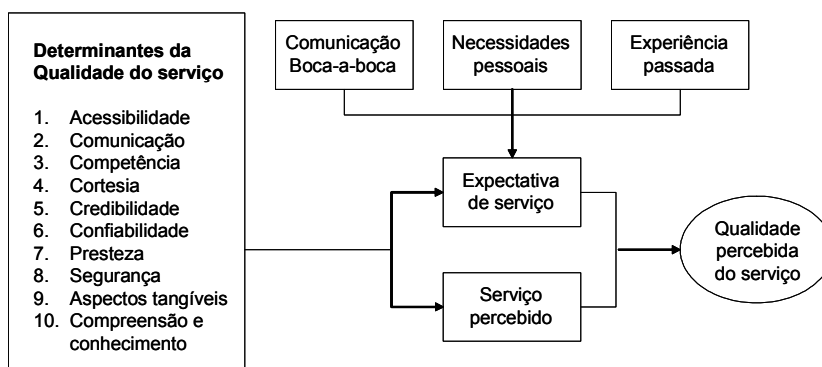 Determinantes da
Qualidade do serviço
1. Acessibilidade
2. Comunicação
3. Competência
4. Cortesia
5. Credibilidade
6. Confiabilidade
7. Presteza
8. Segurança
9. Aspectos tangíveis
10. Compreensão e
conhecimento
Comunicação
Boca-a-boca
Necessidades
pessoais
Experiência
passada
Expectativa
de serviço
Serviço
percebido
Qualidade
percebida
do serviço